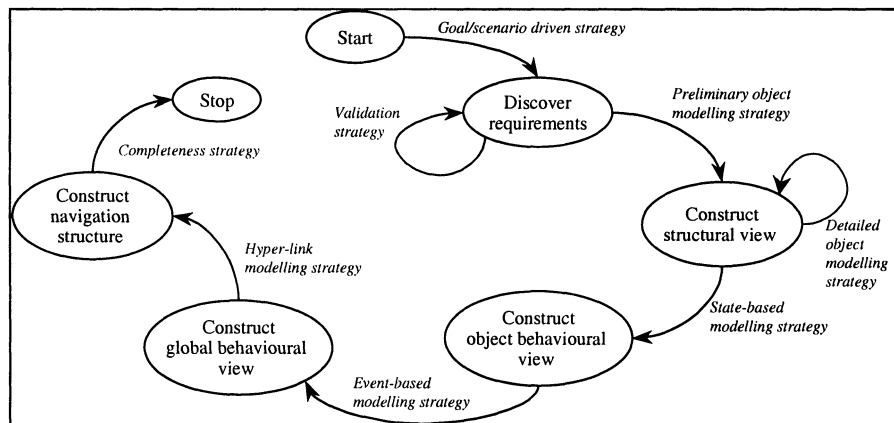 Start
Goal/scenario driven strategy
Discover
requirements
Validation
strategy
Preliminary object
modelling strategy
Construct
structural view
Detailed
object
modelling
strategy
State-based
modelling strategy
Construct
object behavioural
view
Event-based
modelling strategy
Construct
global behavioural
view
Hyper-link
modelling strategy
Construct
navigation
structure
Completeness strategy
Stop